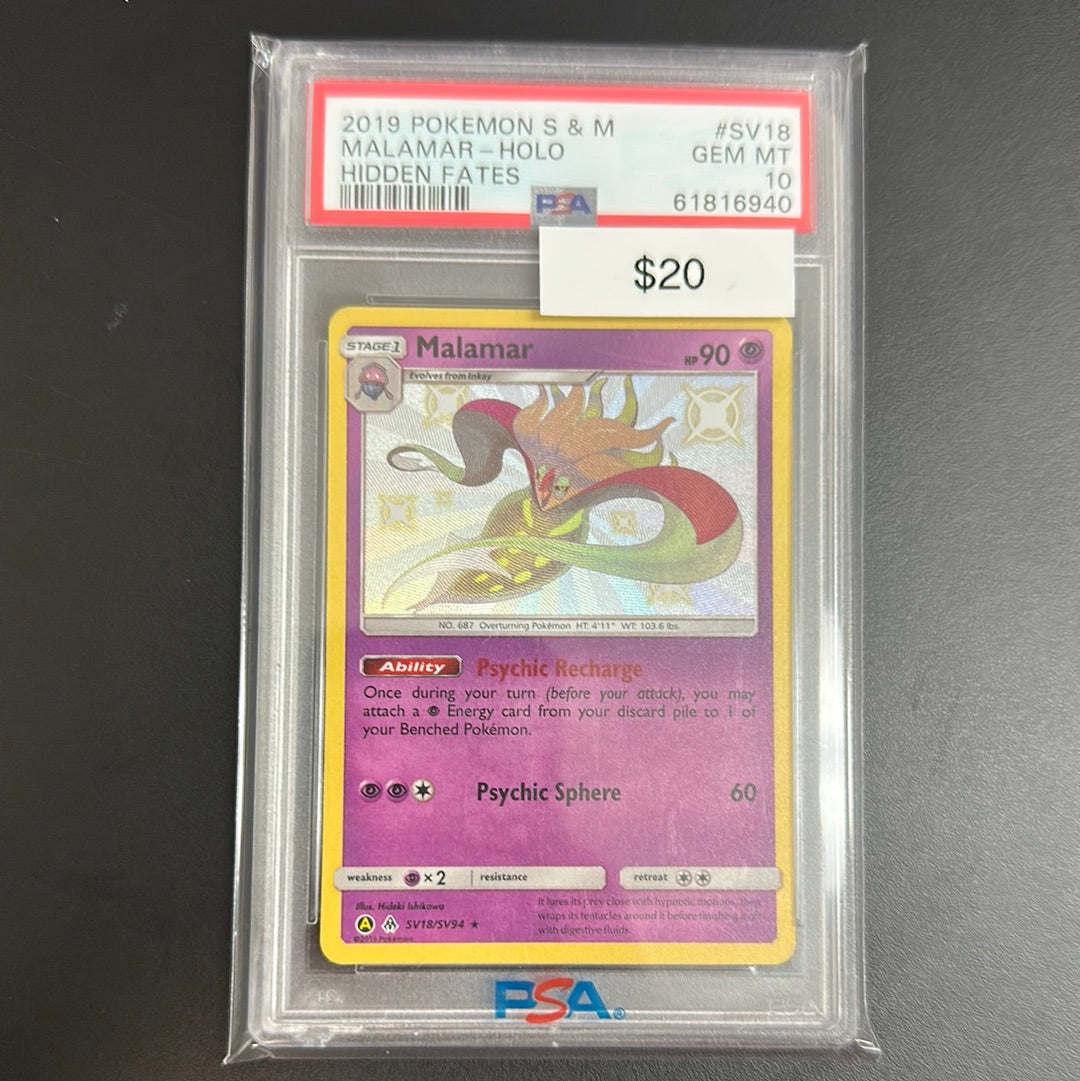 2019 POKEMON S & M #SV18
MALAMAR - HOLO GEM MT
HIDDEN FATES 10
PSA 61816940
$20
STAGE 1 Malamar HP 90
Evolves from Inkay
NO. 687 Overturning Pokémon HT: 4'11" WT: 103.6 lbs.
Ability Psychic Recharge
Once during your turn (before your attack), you may
attach a Energy card from your discard pile to 1 of
your Benched Pokémon.
Psychic Sphere 60
weakness ×2 resistance retreat
Illus. Hideki Ishikawa
It lures its prey close with hypnotic motions, then
wraps its tentacles around it before finishing it off
with digestive fluids.
A SV18/SV94 ★
©2019 Pokémon
PSA®